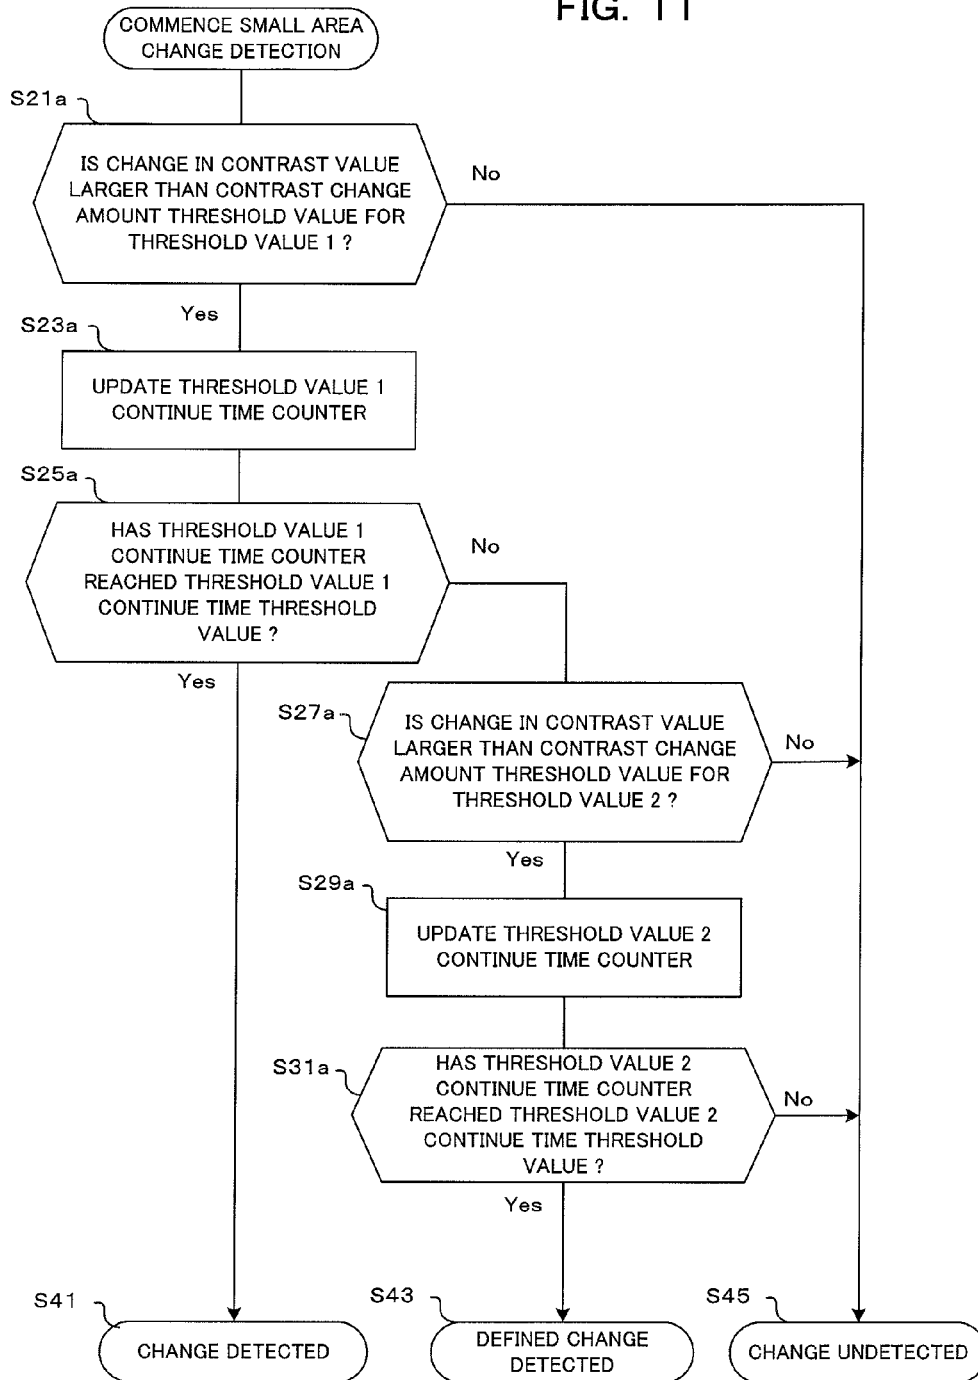 FIG. 11
COMMENCE SMALL AREA
CHANGE DETECTION
S21a
IS CHANGE IN CONTRAST VALUE
LARGER THAN CONTRAST CHANGE
AMOUNT THRESHOLD VALUE FOR
THRESHOLD VALUE 1 ?
No
Yes
S23a
UPDATE THRESHOLD VALUE 1
CONTINUE TIME COUNTER
S25a
HAS THRESHOLD VALUE 1
CONTINUE TIME COUNTER
REACHED THRESHOLD VALUE 1
CONTINUE TIME THRESHOLD
VALUE ?
No
Yes
S27a
IS CHANGE IN CONTRAST VALUE
LARGER THAN CONTRAST CHANGE
AMOUNT THRESHOLD VALUE FOR
THRESHOLD VALUE 2 ?
No
Yes
S29a
UPDATE THRESHOLD VALUE 2
CONTINUE TIME COUNTER
S31a
HAS THRESHOLD VALUE 2
CONTINUE TIME COUNTER
REACHED THRESHOLD VALUE 2
CONTINUE TIME THRESHOLD
VALUE ?
No
Yes
S41
CHANGE DETECTED
S43
DEFINED CHANGE
DETECTED
S45
CHANGE UNDETECTED